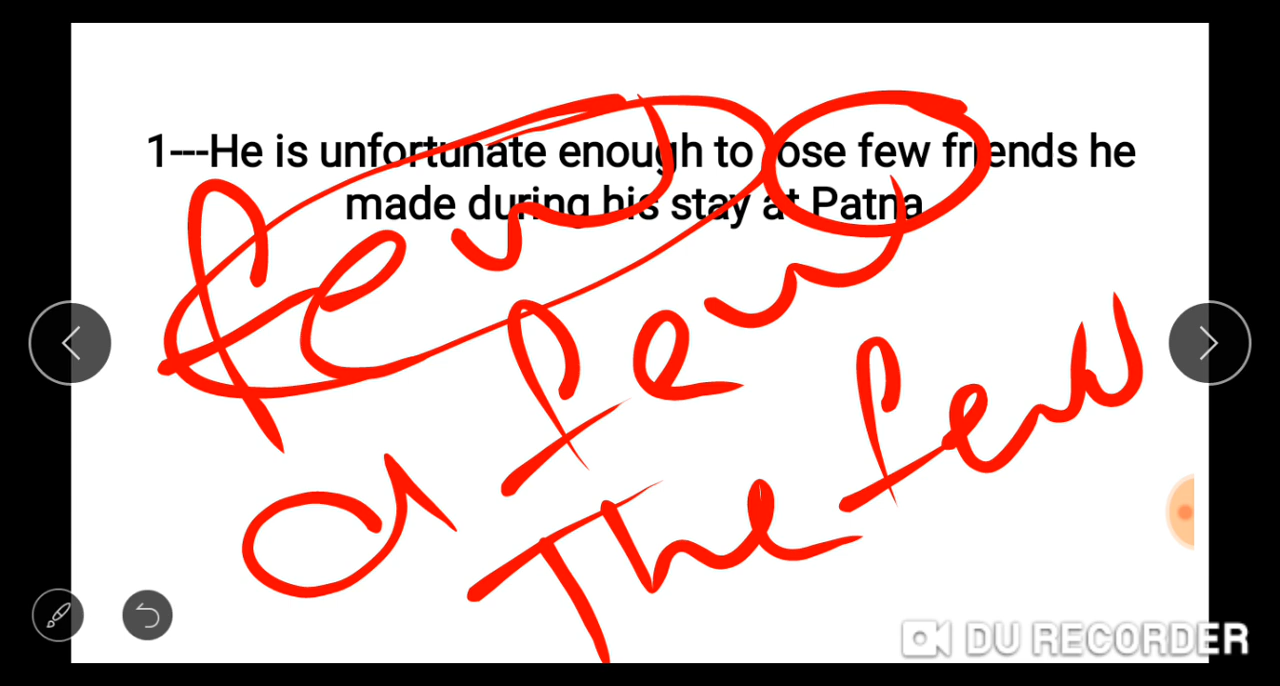 1---He is unfortunate enough to lose few friends he
made during his stay at Patna
few
a few
The few
DU RECORDER